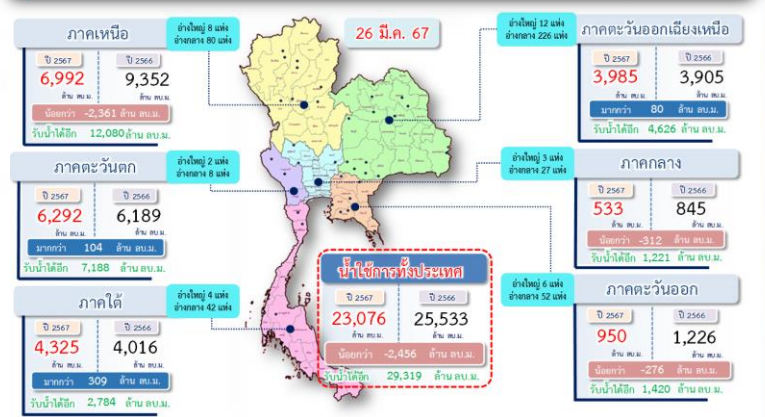 26 มี.ค. 67
ภาคเหนือ
ปี 2567 ปี 2566
6,992 9,352
ล้าน ลบ.ม. ล้าน ลบ.ม.
น้อยกว่า -2,361 ล้าน ลบ.ม.
รับน้ำได้อีก 12,080 ล้าน ลบ.ม.
อ่างใหญ่ 8 แห่ง
อ่างกลาง 80 แห่ง
อ่างใหญ่ 12 แห่ง
อ่างกลาง 226 แห่ง
ภาคตะวันออกเฉียงเหนือ
ปี 2567 ปี 2566
3,985 3,905
ล้าน ลบ.ม. ล้าน ลบ.ม.
มากกว่า 80 ล้าน ลบ.ม.
รับน้ำได้อีก 4,626 ล้าน ลบ.ม.
ภาคตะวันตก
ปี 2567 ปี 2566
6,292 6,189
ล้าน ลบ.ม. ล้าน ลบ.ม.
มากกว่า 104 ล้าน ลบ.ม.
รับน้ำได้อีก 7,188 ล้าน ลบ.ม.
อ่างใหญ่ 2 แห่ง
อ่างกลาง 8 แห่ง
อ่างใหญ่ 3 แห่ง
อ่างกลาง 27 แห่ง
ภาคกลาง
ปี 2567 ปี 2566
533 845
ล้าน ลบ.ม. ล้าน ลบ.ม.
น้อยกว่า -312 ล้าน ลบ.ม.
รับน้ำได้อีก 1,221 ล้าน ลบ.ม.
ภาคใต้
ปี 2567 ปี 2566
4,325 4,016
ล้าน ลบ.ม. ล้าน ลบ.ม.
มากกว่า 309 ล้าน ลบ.ม.
รับน้ำได้อีก 2,784 ล้าน ลบ.ม.
อ่างใหญ่ 4 แห่ง
อ่างกลาง 42 แห่ง
น้ำใช้การทั้งประเทศ
ปี 2567 ปี 2566
23,076 25,533
ล้าน ลบ.ม. ล้าน ลบ.ม.
น้อยกว่า -2,456 ล้าน ลบ.ม.
รับน้ำได้อีก 29,319 ล้าน ลบ.ม.
อ่างใหญ่ 6 แห่ง
อ่างกลาง 52 แห่ง
ภาคตะวันออก
ปี 2567 ปี 2566
950 1,226
ล้าน ลบ.ม. ล้าน ลบ.ม.
น้อยกว่า -276 ล้าน ลบ.ม.
รับน้ำได้อีก 1,420 ล้าน ลบ.ม.